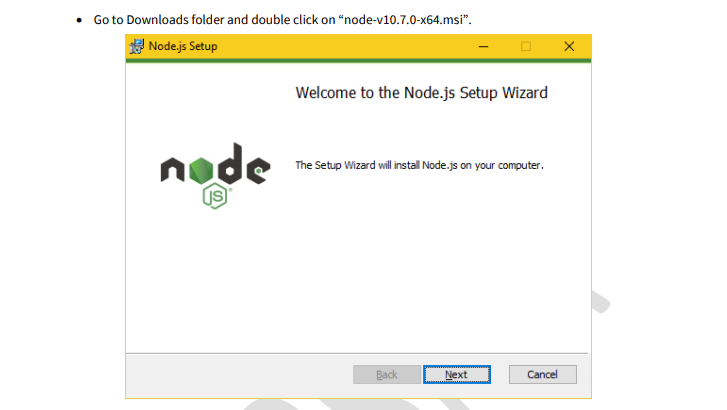 • Go to Downloads folder and double click on “node-v10.7.0-x64.msi”.
Node.js Setup
Welcome to the Node.js Setup Wizard
node
JS
The Setup Wizard will install Node.js on your computer.
Back
Next
Cancel